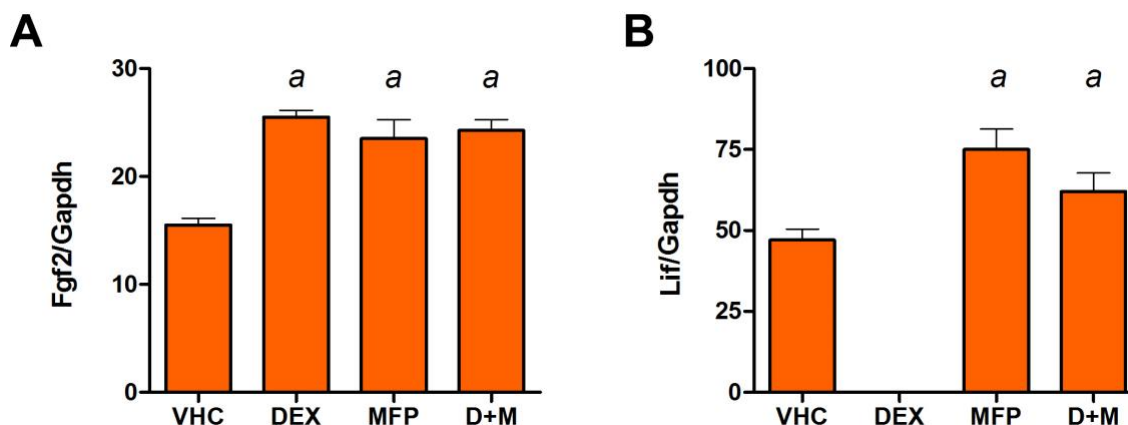 A
Fgf2/Gapdh
30
20
10
0
a a a
VHC DEX MFP D+M
B
Lif/Gapdh
100
75
50
25
0
a a
VHC DEX MFP D+M